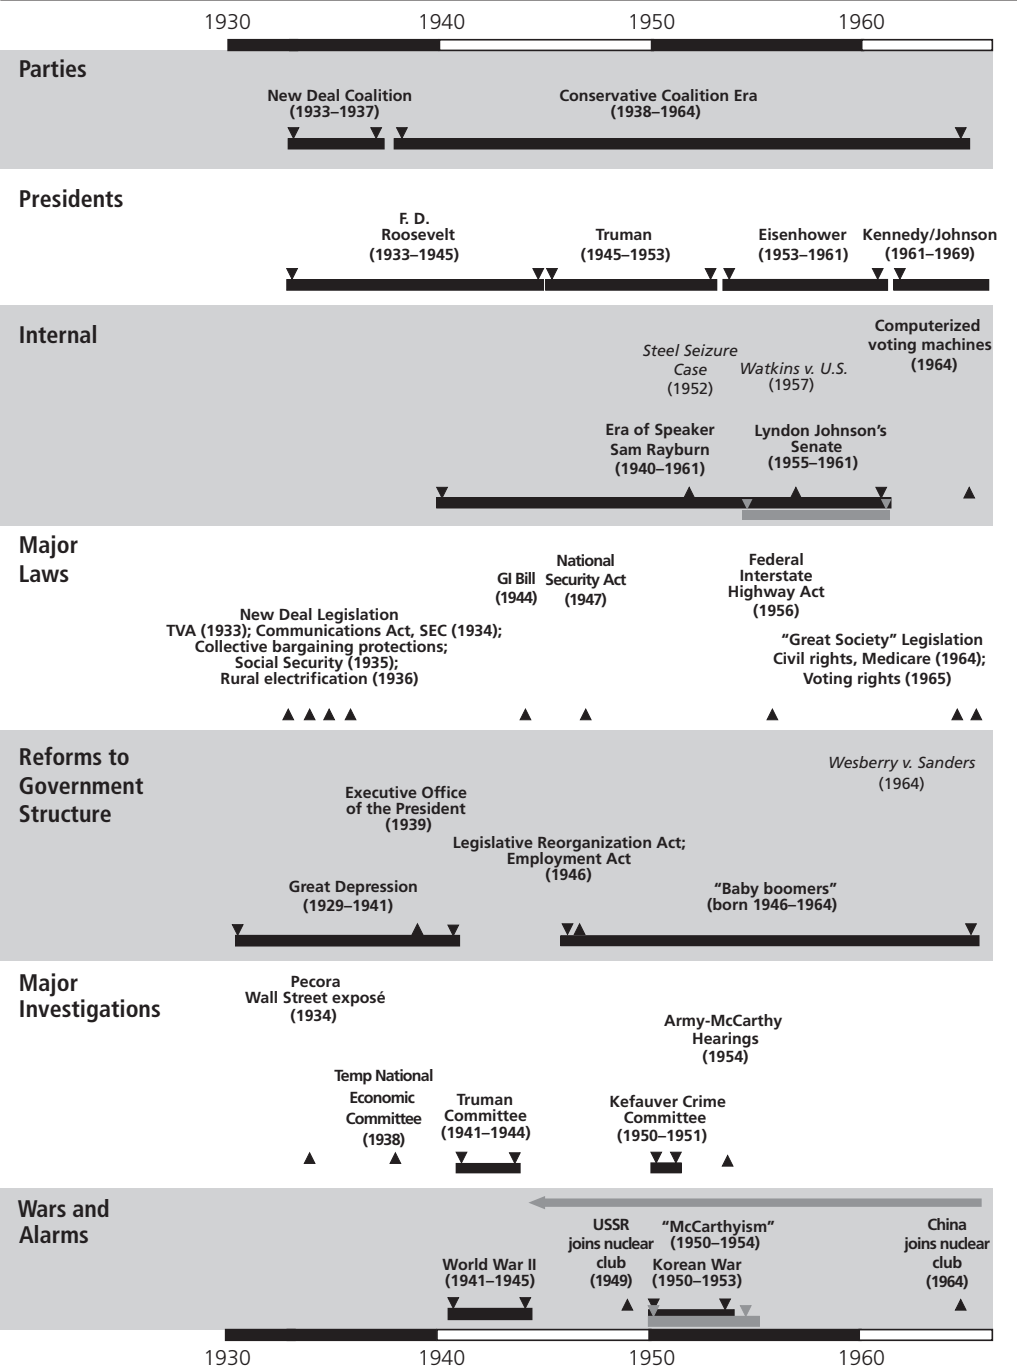 1930 1940 1950 1960
Parties
New Deal Coalition
(1933–1937)
Conservative Coalition Era
(1938–1964)
Presidents
F. D.
Roosevelt
(1933–1945)
Truman
(1945–1953)
Eisenhower
(1953–1961)
Kennedy/Johnson
(1961–1969)
Internal
Steel Seizure
Case
(1952)
Watkins v. U.S.
(1957)
Computerized
voting machines
(1964)
Era of Speaker
Sam Rayburn
(1940–1961)
Lyndon Johnson's
Senate
(1955–1961)
Major
Laws
New Deal Legislation
TVA (1933); Communications Act, SEC (1934);
Collective bargaining protections;
Social Security (1935);
Rural electrification (1936)
GI Bill
(1944)
National
Security Act
(1947)
Federal
Interstate
Highway Act
(1956)
“Great Society” Legislation
Civil rights, Medicare (1964);
Voting rights (1965)
Reforms to
Government
Structure
Wesberry v. Sanders
(1964)
Executive Office
of the President
(1939)
Legislative Reorganization Act;
Employment Act
(1946)
Great Depression
(1929–1941)
“Baby boomers”
(born 1946–1964)
Major
Investigations
Pecora
Wall Street exposé
(1934)
Temp National
Economic
Committee
(1938)
Truman
Committee
(1941–1944)
Kefauver Crime
Committee
(1950–1951)
Army-McCarthy
Hearings
(1954)
Wars and
Alarms
World War II
(1941–1945)
USSR
joins nuclear
club
(1949)
“McCarthyism”
(1950–1954)
Korean War
(1950–1953)
China
joins nuclear
club
(1964)
1930 1940 1950 1960